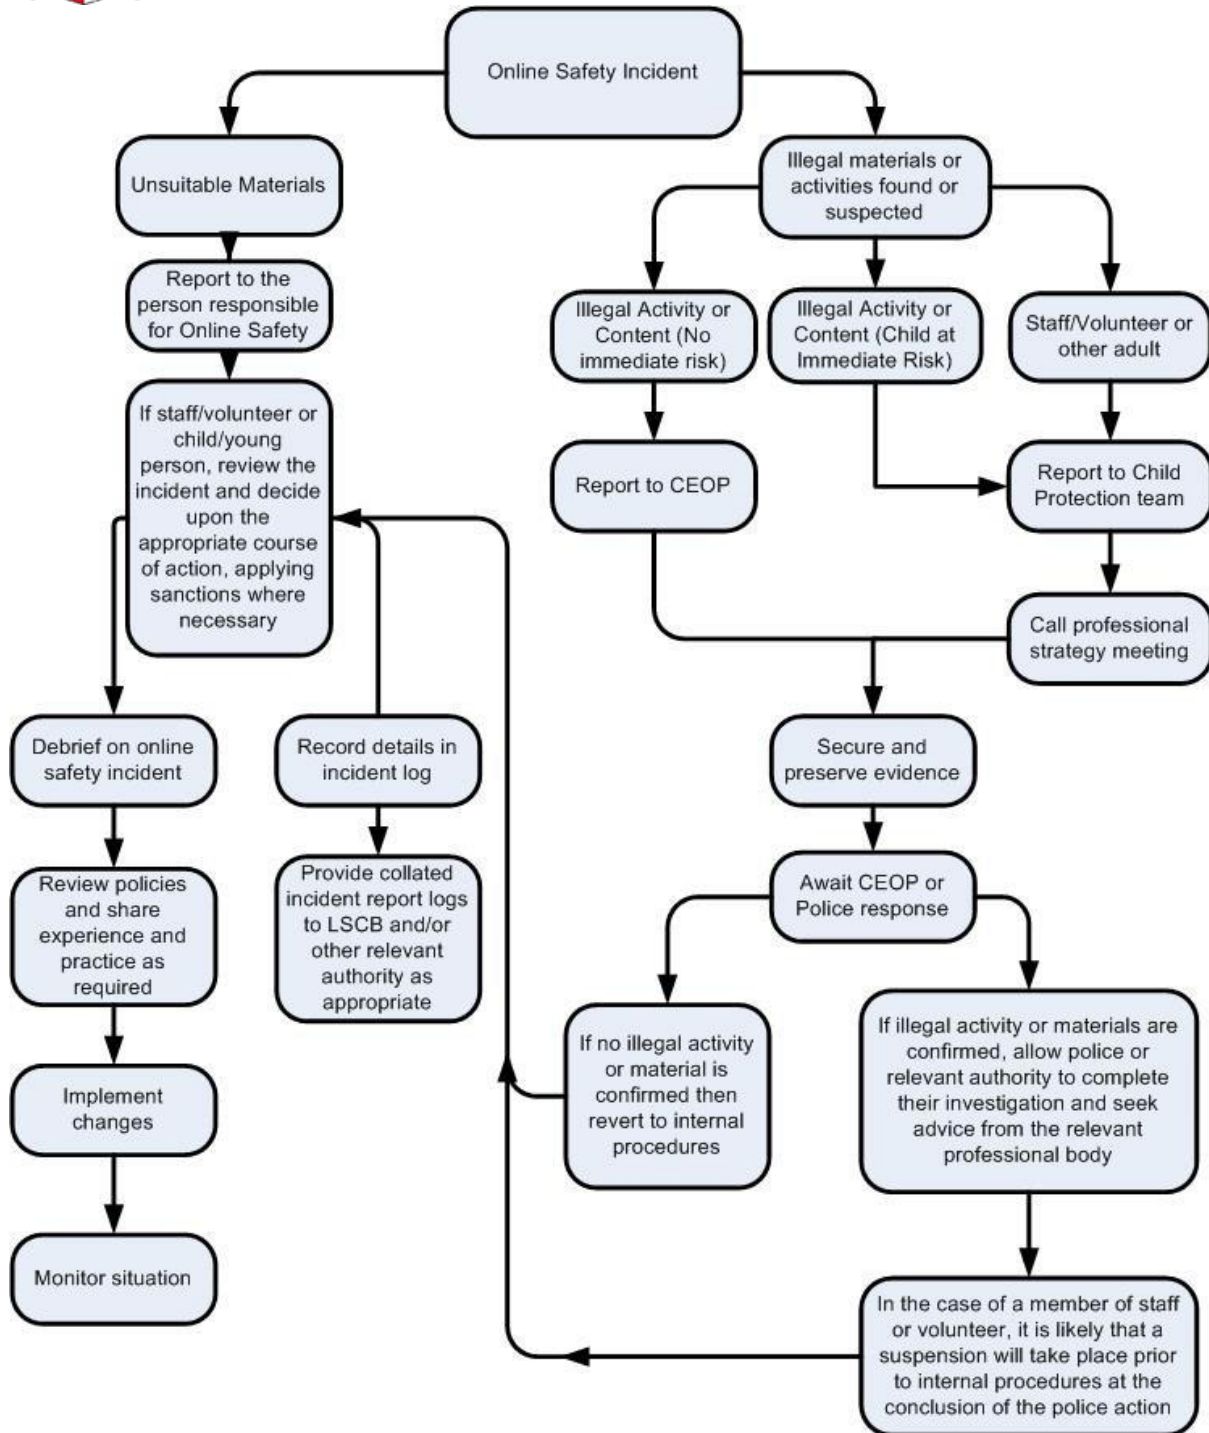 Online Safety Incident
Unsuitable Materials
Report to the
person responsible
for Online Safety
If staff/volunteer or
child/young
person, review the
incident and decide
upon the
appropriate course
of action, applying
sanctions where
necessary
Debrief on online
safety incident
Review policies
and share
experience and
practice as
required
Implement
changes
Monitor situation
Record details in
incident log
Provide collated
incident report logs
to LSCB and/or
other relevant
authority as
appropriate
Illegal materials or
activities found or
suspected
Illegal Activity or
Content (No
immediate risk)
Illegal Activity or
Content (Child at
Immediate Risk)
Staff/Volunteer or
other adult
Report to CEOP
Report to Child
Protection team
Call professional
strategy meeting
Secure and
preserve evidence
Await CEOP or
Police response
If no illegal activity
or material is
confirmed then
revert to internal
procedures
If illegal activity or materials are
confirmed, allow police or
relevant authority to complete
their investigation and seek
advice from the relevant
professional body
In the case of a member of staff
or volunteer, it is likely that a
suspension will take place prior
to internal procedures at the
conclusion of the police action